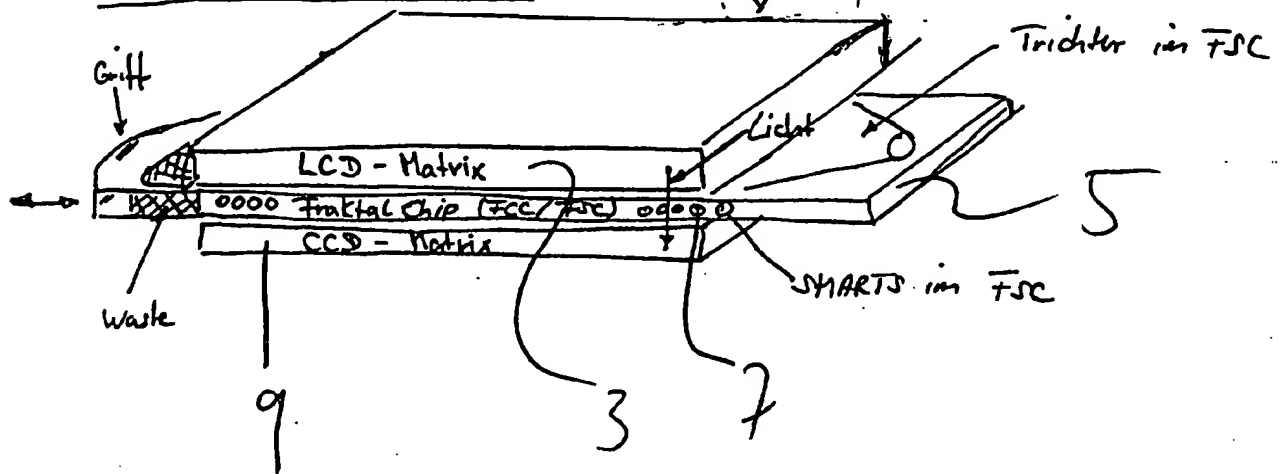 Griff
Trichter im FSC
Licht
LCD - Matrix
Fraktal Chip (FCC/FSC)
5
CCD - Matrix
SMARTS im FSC
Waste
9
3
7